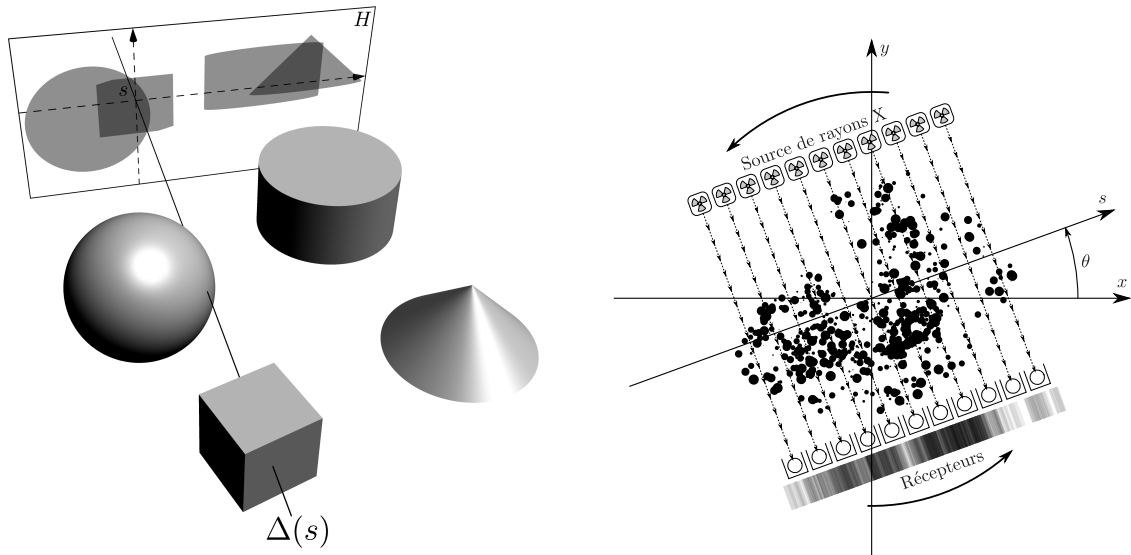 H
s
Δ(s)
y
Source de rayons X
s
θ
x
Récepteurs